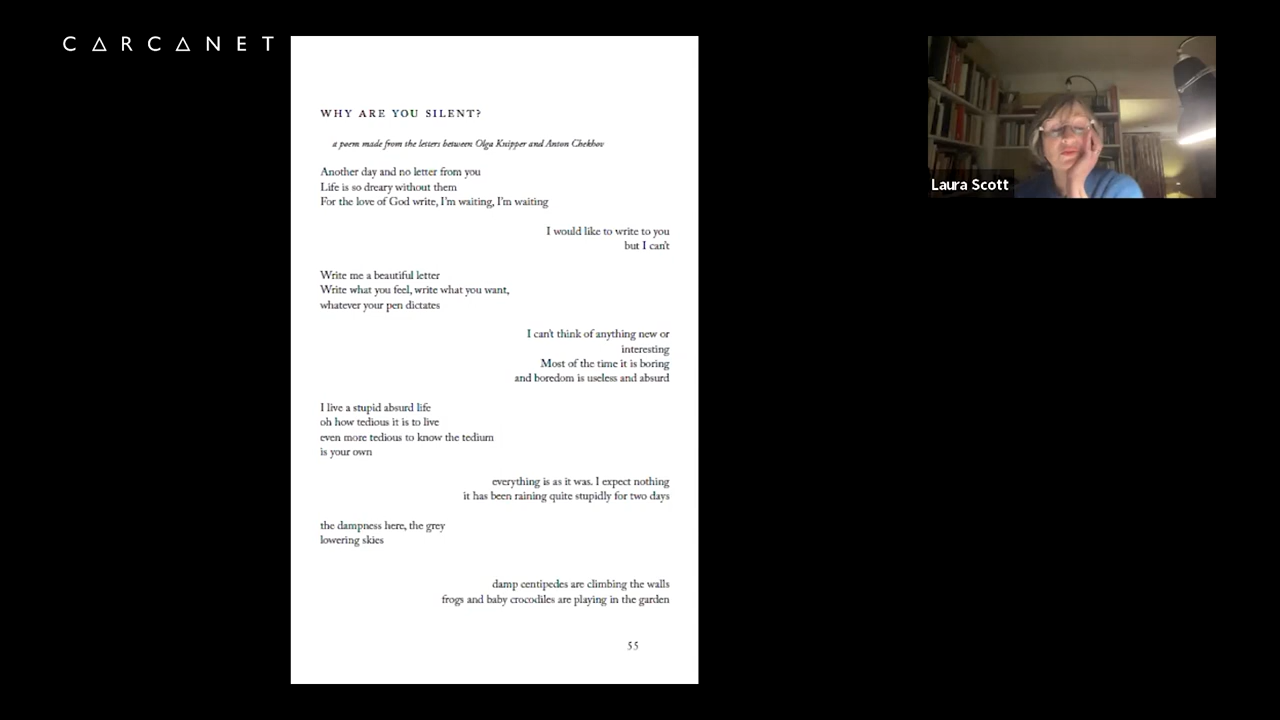 CARCANET
WHY ARE YOU SILENT?
a poem made from the letters between Olga Knipper and Anton Chekhov
Another day and no letter from you
Life is so dreary without them
For the love of God write, I'm waiting, I'm waiting
I would like to write to you
but I can't
Write me a beautiful letter
Write what you feel, write what you want,
whatever your pen dictates
I can't think of anything new or
interesting
Most of the time it is boring
and boredom is useless and absurd
I live a stupid absurd life
oh how tedious it is to live
even more tedious to know the tedium
is your own
everything is as it was. I expect nothing
it has been raining quite stupidly for two days
the dampness here, the grey
lowering skies
damp centipedes are climbing the walls
frogs and baby crocodiles are playing in the garden
55
Laura Scott